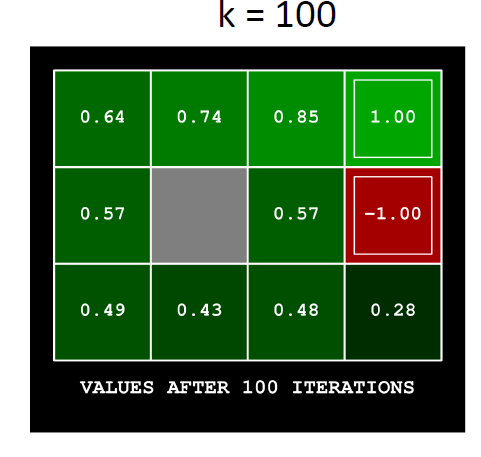 k = 100
0.64 0.74 0.85 1.00
0.57 0.57 -1.00
0.49 0.43 0.48 0.28
VALUES AFTER 100 ITERATIONS